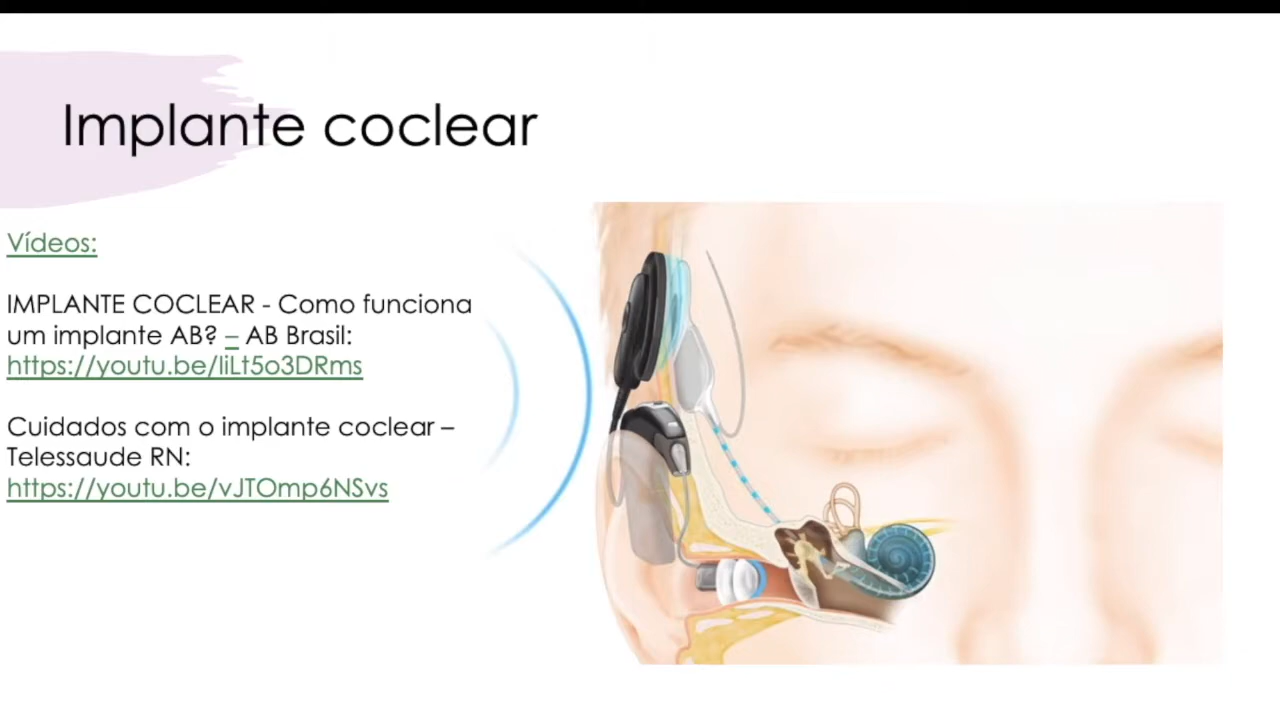 Implante coclear
Vídeos:
IMPLANTE COCLEAR - Como funciona
um implante AB? – AB Brasil:
https://youtu.be/liLt5o3DRms
Cuidados com o implante coclear –
Telessaude RN:
https://youtu.be/vJTOmp6NSvs